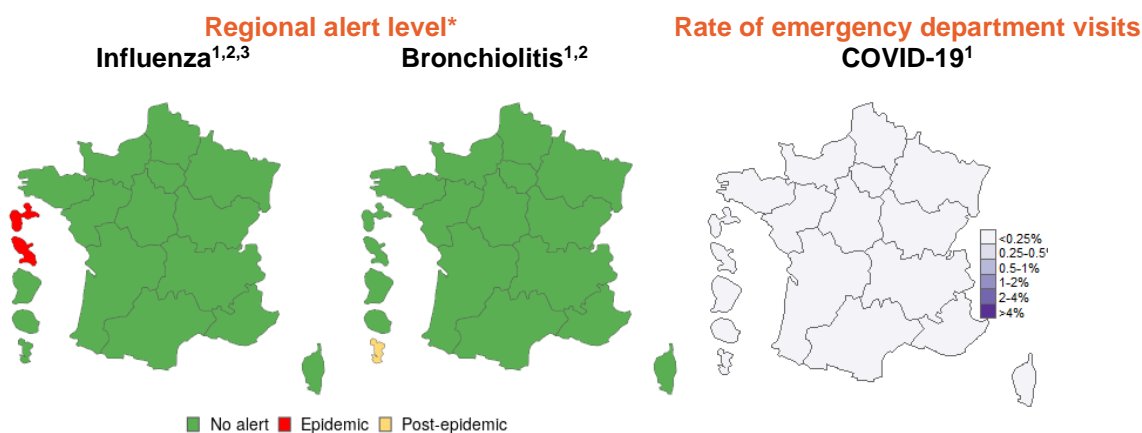 Regional alert level*
Influenza1,2,3
Bronchiolitis1,2
No alert
Epidemic
Post-epidemic
Rate of emergency department visits
COVID-191
<0.25%
0.25-0.5
0.5-1%
1-2%
2-4%
>4%